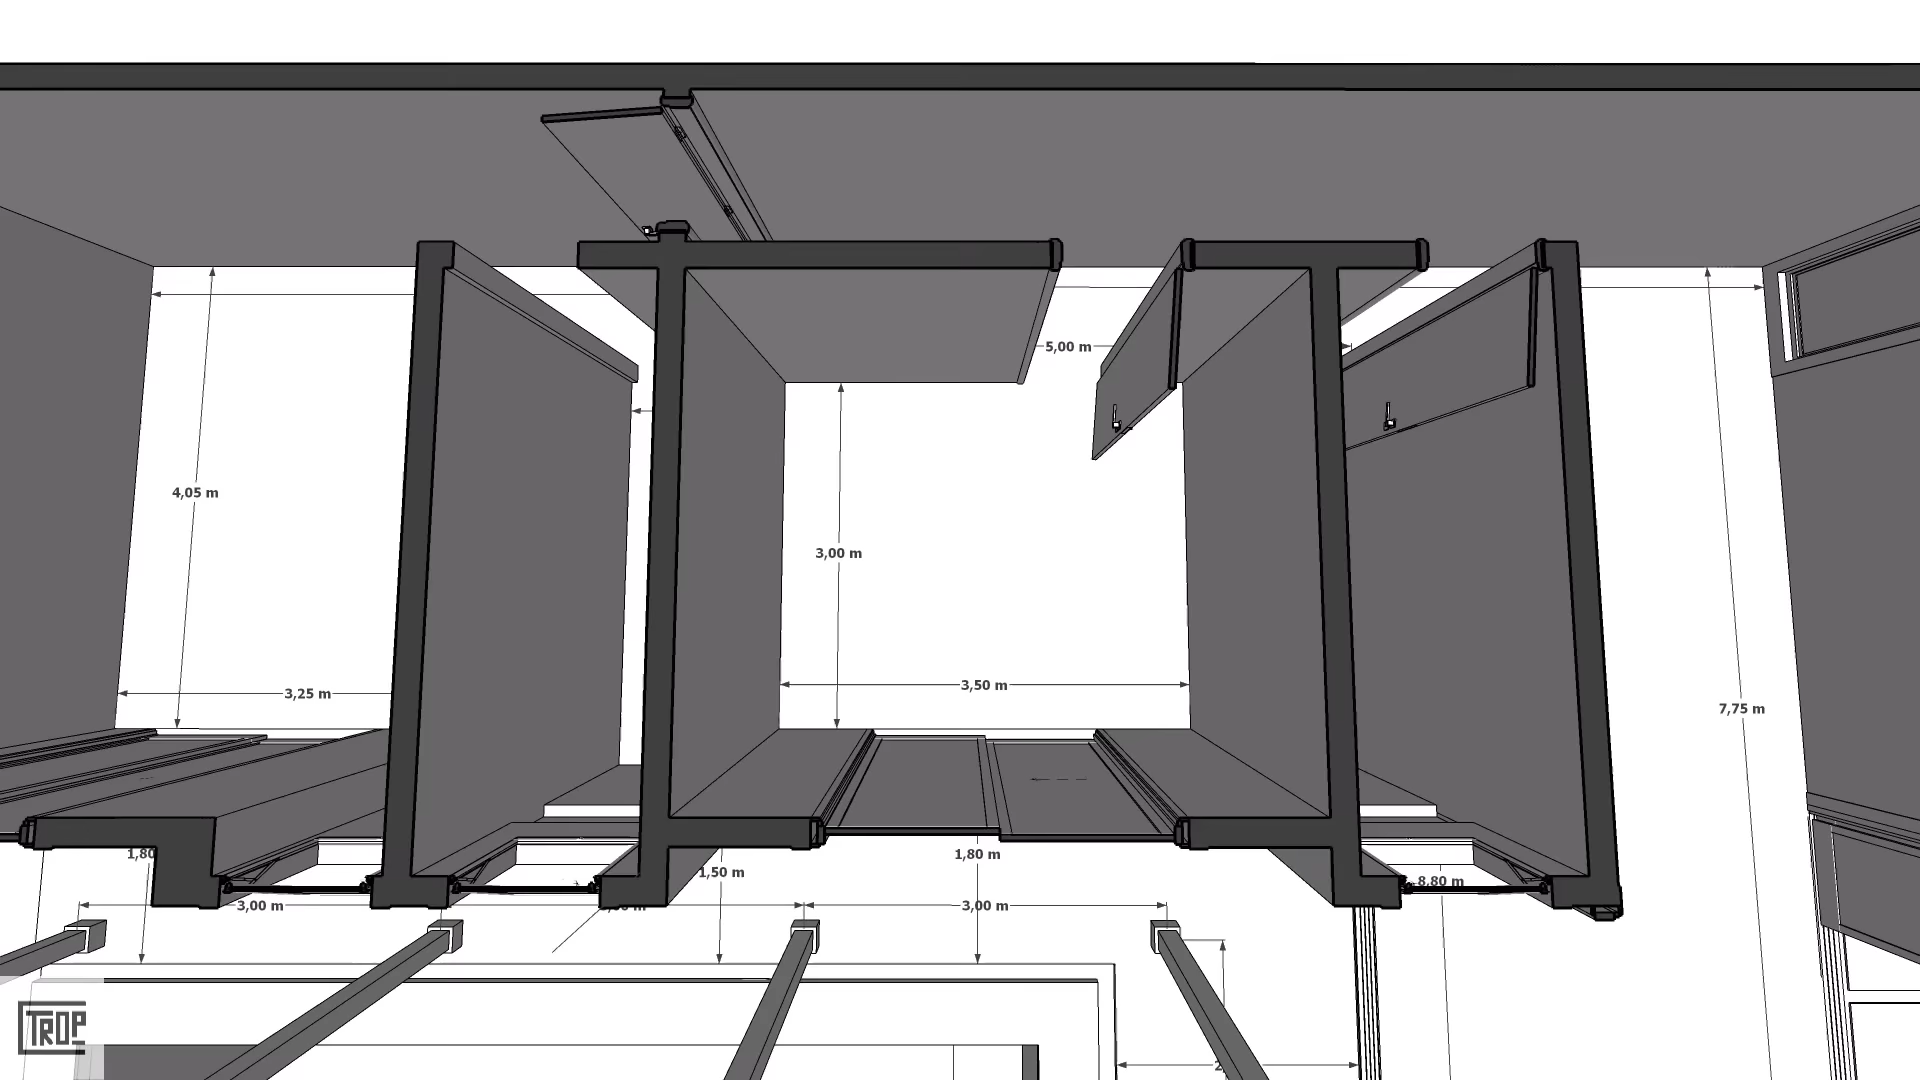 5,00 m
4,05 m
3,00 m
3,25 m
3,50 m
7,75 m
1,80
1,80 m
1,50 m
8,80 m
3,00 m
3,00 m
TROP